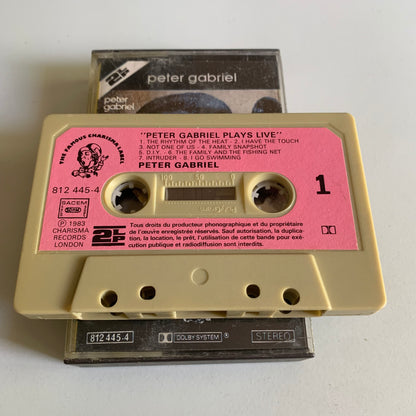 2LP
peter gabriel
peter
gabriel
THE FAMOUS CHARISMA LABEL
812 445-4
SACEM
℗ 1983
CHARISMA
RECORDS
LONDON
"PETER GABRIEL PLAYS LIVE"
1. THE RHYTHM OF THE HEAT - 2. I HAVE THE TOUCH
3. NOT ONE OF US - 4. FAMILY SNAPSHOT
5. D.I.Y. - 6. THE FAMILY AND THE FISHING NET
7. INTRUDER - 8. I GO SWIMMING
PETER GABRIEL
100 50 0
1
2LP
Tous droits du producteur phonographique et du propriétaire
de l'œuvre enregistrée réservés. Sauf autorisation, la duplica-
tion, la location, le prêt, l'utilisation de cette bande pour exé-
cution publique et radiodiffusion sont interdits.
812 445-4
DOLBY SYSTEM
STEREO